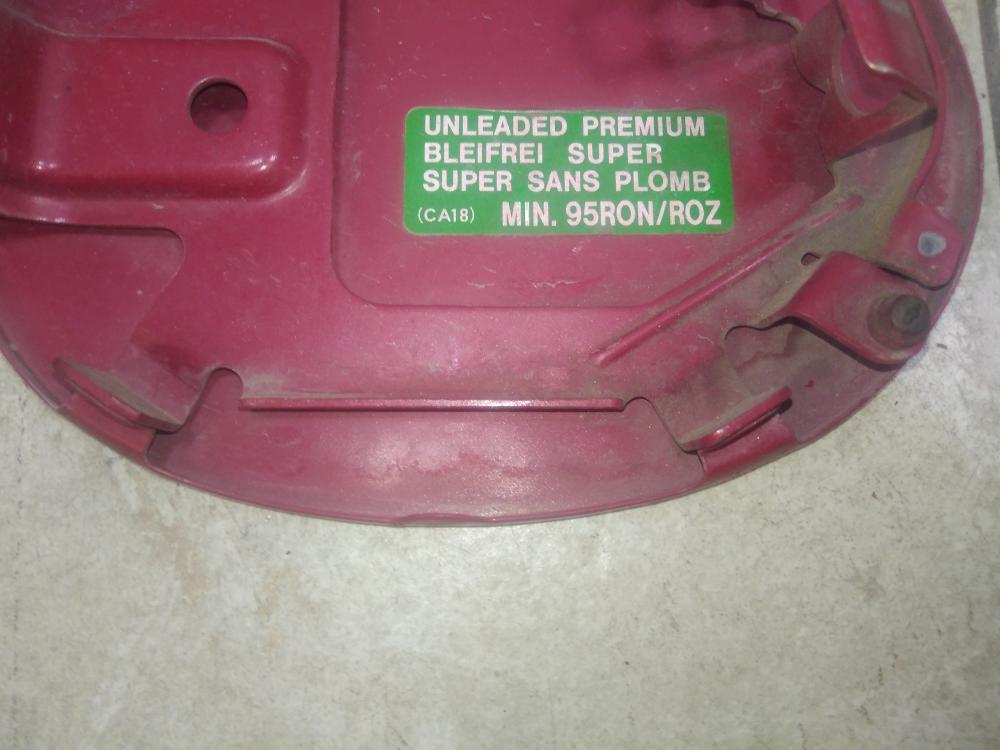 UNLEADED PREMIUM
BLEIFREI SUPER
SUPER SANS PLOMB
(CA18) MIN. 95RON/ROZ